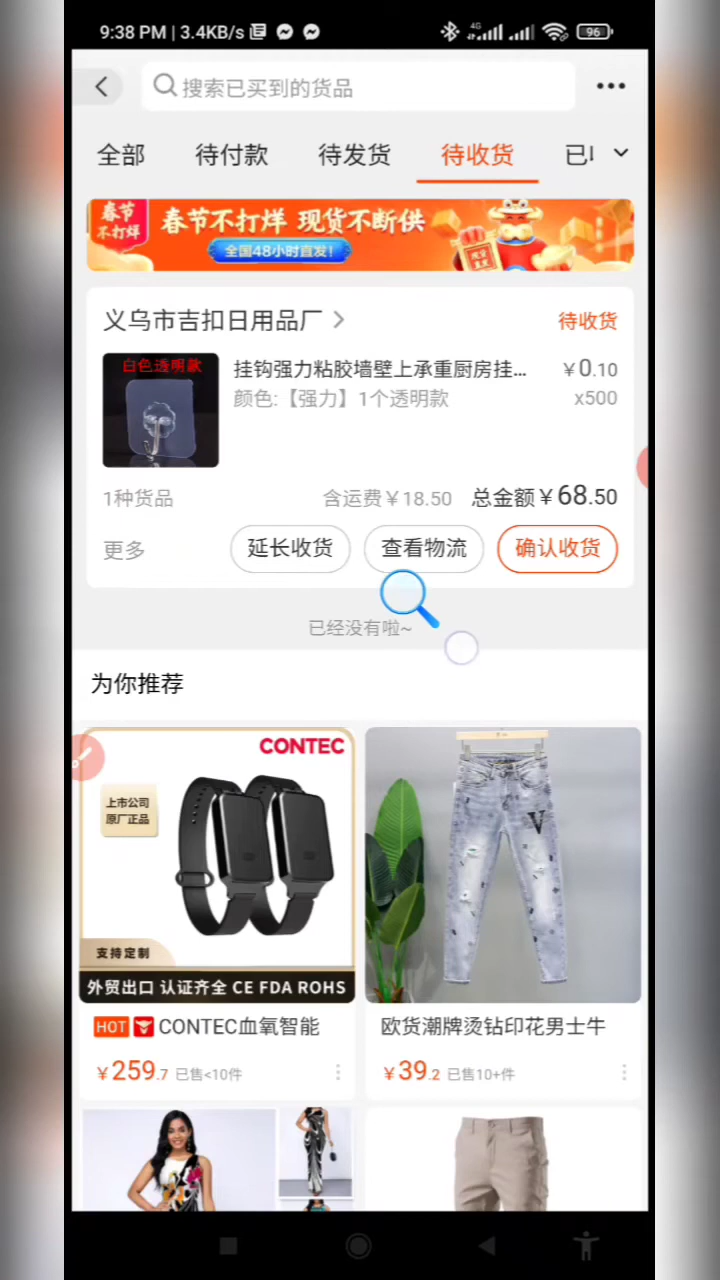 9:38 PM | 3.4KB/s
4G
96
搜索已买到的货品
全部
待付款
待发货
待收货
春节
不打烊
春节不打烊 现货不断供
全国48小时直发!
义乌市吉扣日用品厂
待收货
白色透明款
挂钩强力粘胶墙壁上承重厨房挂...
¥0.10
颜色:【强力】1个透明款
x500
1种货品
含运费¥18.50
总金额¥68.50
更多
延长收货
查看物流
确认收货
已经没有啦~
为你推荐
CONTEC
上市公司
原厂正品
支持定制
外贸出口 认证齐全 CE FDA ROHS
HOT
CONTEC血氧智能
¥259.7 已售<10件
V
欧货潮牌烫钻印花男士牛
¥39.2 已售10+件